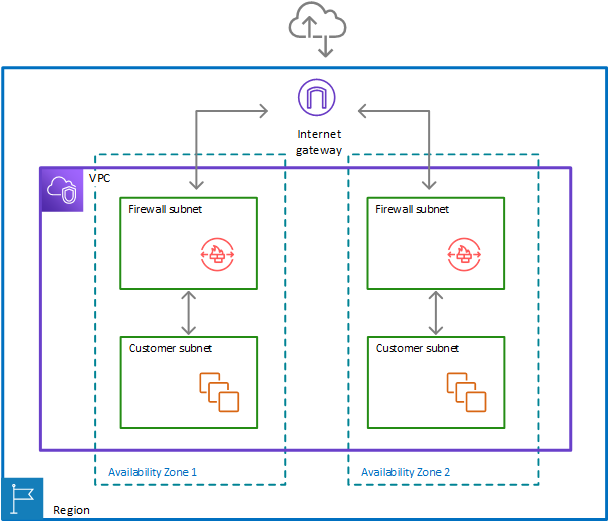 Internet
gateway
VPC
Firewall subnet
Firewall subnet
Customer subnet
Customer subnet
Availability Zone 1
Availability Zone 2
Region